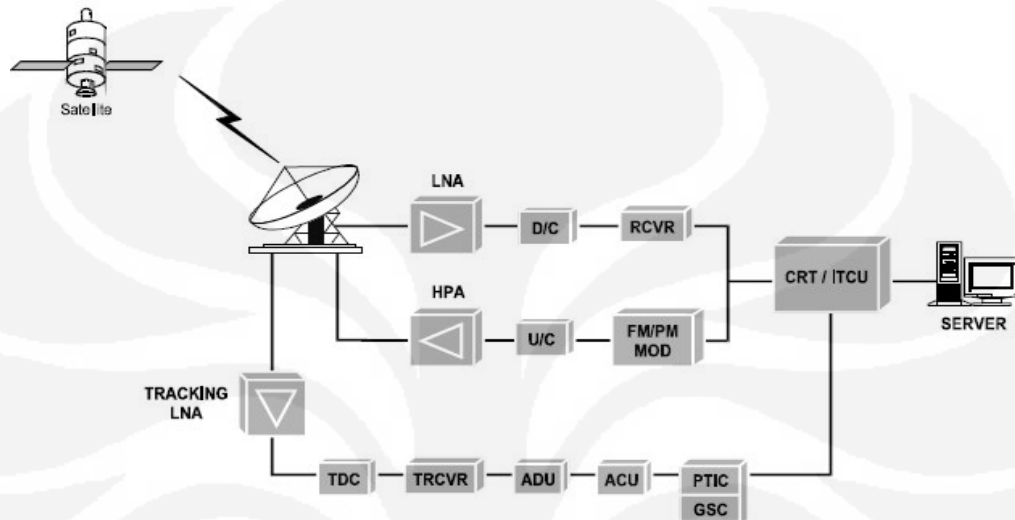 Satellite
LNA
D/C
RCVR
CRT / ITCU
SERVER
HPA
U/C
FM/PM
MOD
TRACKING
LNA
TDC
TRCVR
ADU
ACU
PTIC
GSC